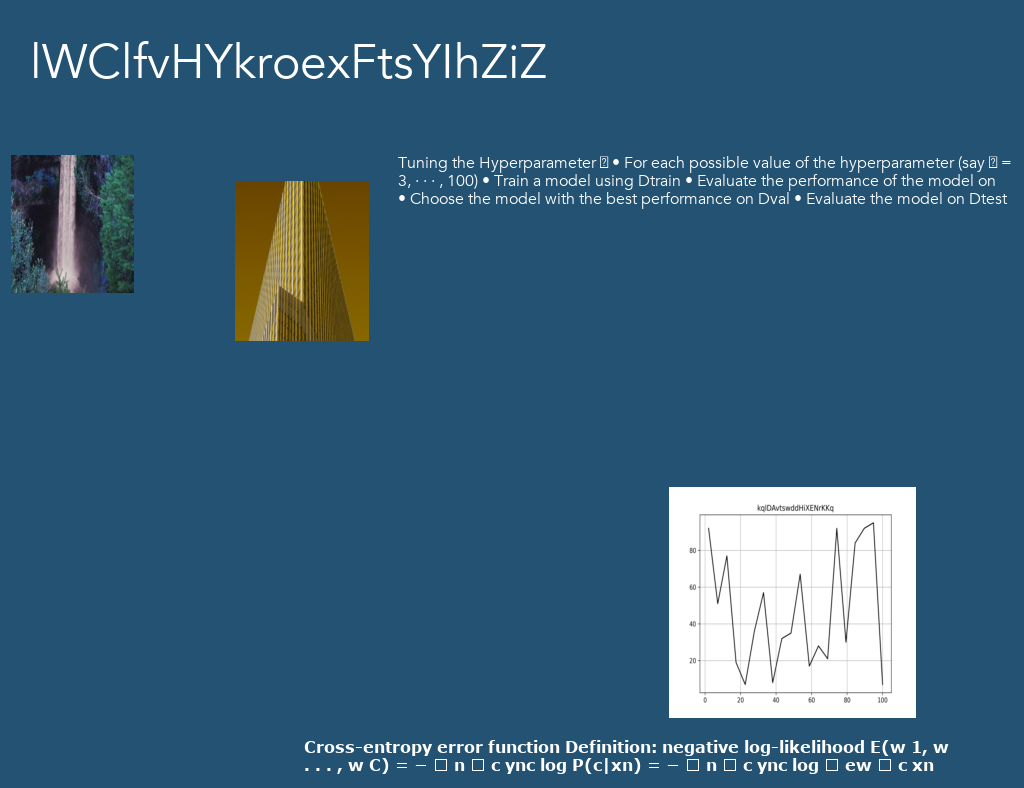 lWClfvHYkroexFtsYIhZiZ
Tuning the Hyperparameter • For each possible value of the hyperparameter (say =
3, · · · , 100) • Train a model using Dtrain • Evaluate the performance of the model on
• Choose the model with the best performance on Dval • Evaluate the model on Dtest
kqlDAvtswddHiXENrKKq
80
60
40
20
0 20 40 60 80 100
Cross-entropy error function Definition: negative log-likelihood E(w 1, w
. . . , w C) = − □ n □ c ync log P(c|xn) = − □ n □ c ync log □ ew □ c xn